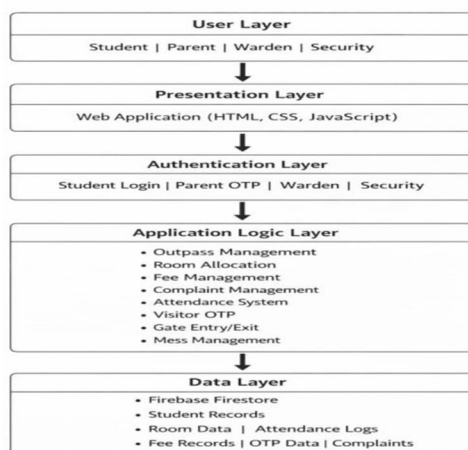 User Layer
Student | Parent | Warden | Security
Presentation Layer
Web Application (HTML, CSS, JavaScript)
Authentication Layer
Student Login | Parent OTP | Warden | Security
Application Logic Layer
• Outpass Management
• Room Allocation
• Fee Management
• Complaint Management
• Attendance System
• Visitor OTP
• Gate Entry/Exit
• Mess Management
Data Layer
• Firebase Firestore
• Student Records
• Room Data | Attendance Logs
• Fee Records | OTP Data | Complaints